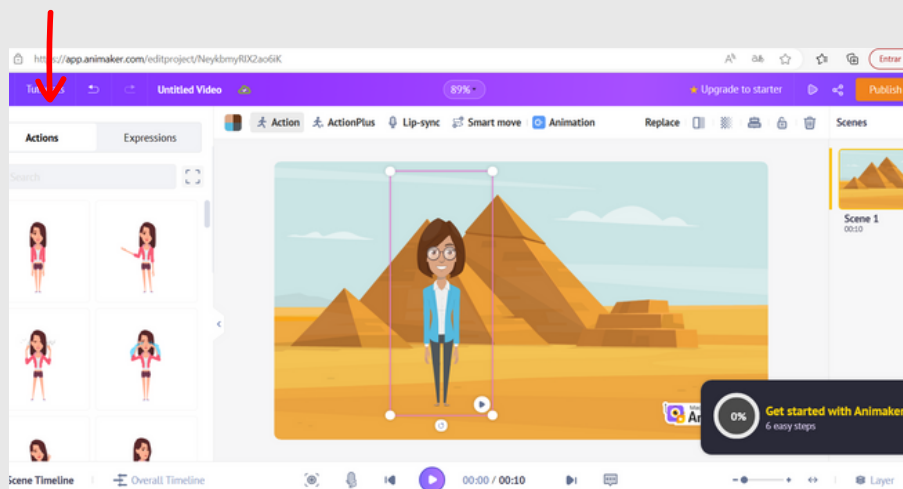 https://app.animaker.com/editproject/NeykbmyRIX2ao6iK
Entrar
Untitled Video
89%
Upgrade to starter
Publish
Actions
Expressions
Action
ActionPlus
Lip-sync
Smart move
Animation
Replace
Scenes
Search
Scene 1
00:10
0%
Get started with Animaker
6 easy steps
Scene Timeline
Overall Timeline
00:00 / 00:10
Layer